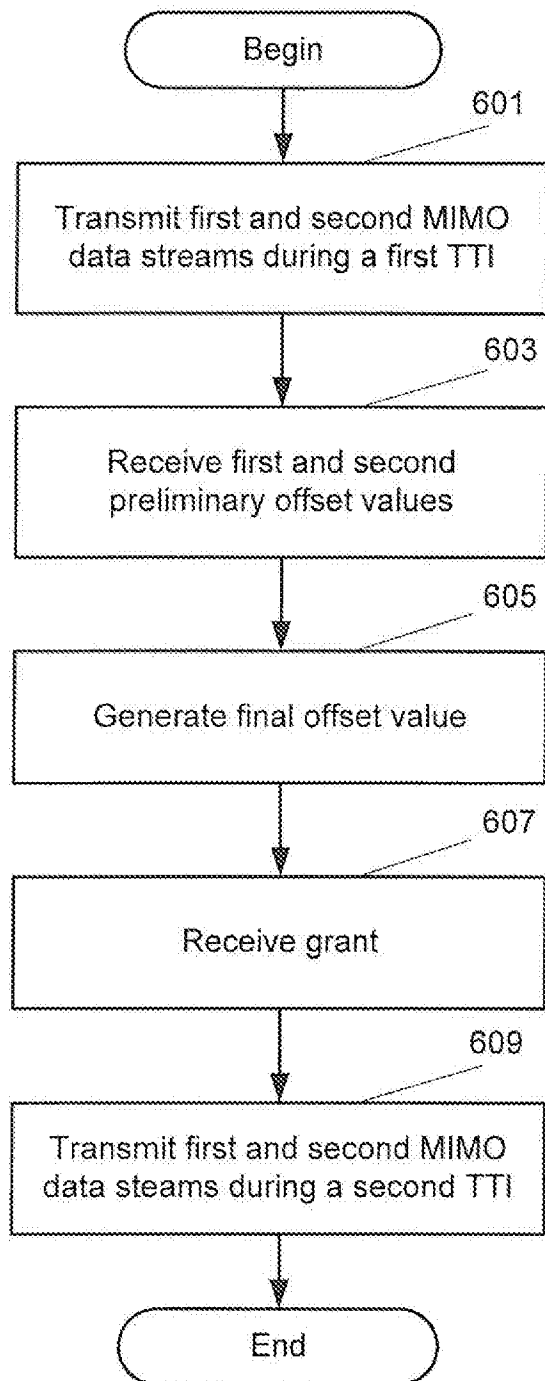 Begin
601
Transmit first and second MIMO
data streams during a first TTI
603
Receive first and second
preliminary offset values
605
Generate final offset value
607
Receive grant
609
Transmit first and second MIMO
data steams during a second TTI
End